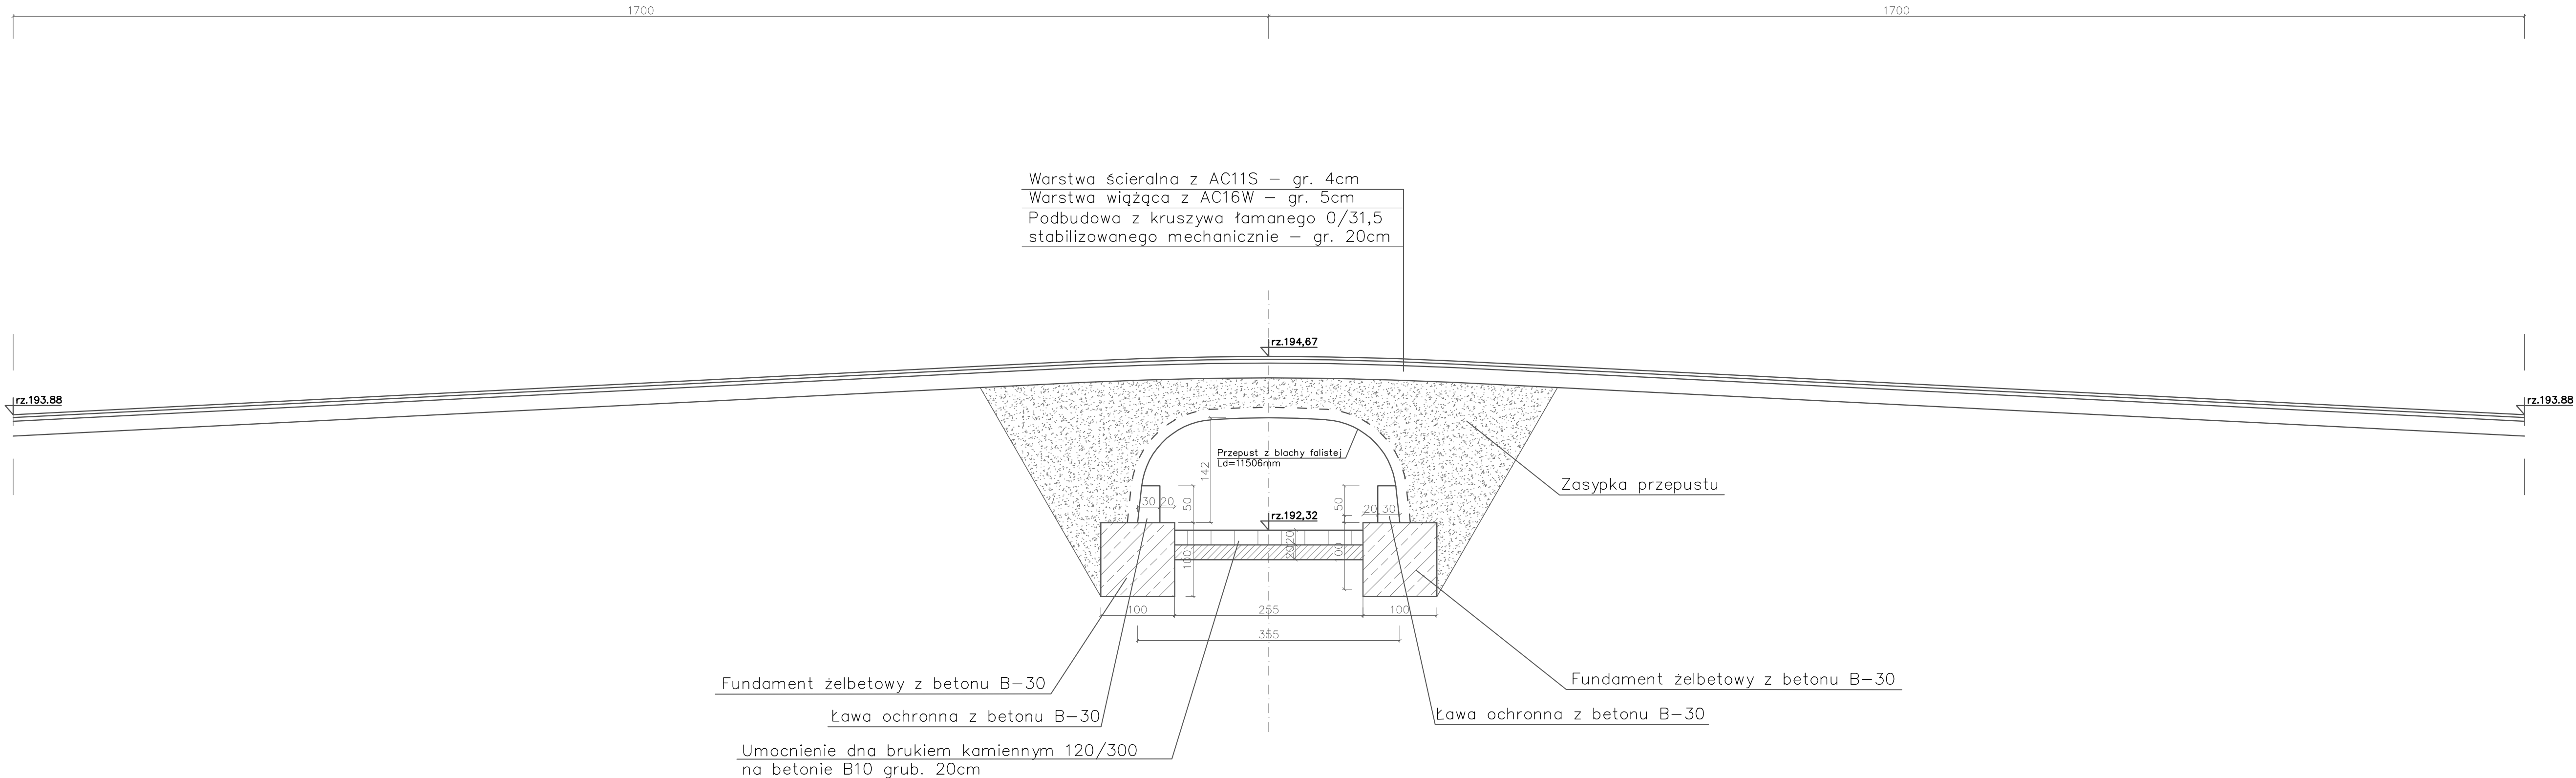 1700
1700
Warstwa ścieralna z AC11S – gr. 4cm
Warstwa wiążąca z AC16W – gr. 5cm
Podbudowa z kruszywa łamanego 0/31,5
stabilizowanego mechanicznie – gr. 20cm
rz.194,67
rz.193.88
rz.193.88
Przepust z blachy falistej
Ld=11506mm
142
Zasypka przepustu
30
20
50
50
20
30
rz.192,32
100
20
20
100
100
255
100
355
Fundament żelbetowy z betonu B–30
Fundament żelbetowy z betonu B–30
Ława ochronna z betonu B–30
Ława ochronna z betonu B–30
Umocnienie dna brukiem kamiennym 120/300
na betonie B10 grub. 20cm